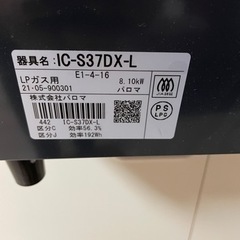 器具名:IC-S37DX-L
E1-4-16
LPガス用 8.10kW
21-05-900301 パロマ
株式会社パロマ
442 IC-S37DX-L
区分C 効率56.3%
区分J 効率192Wh
PS
LPG